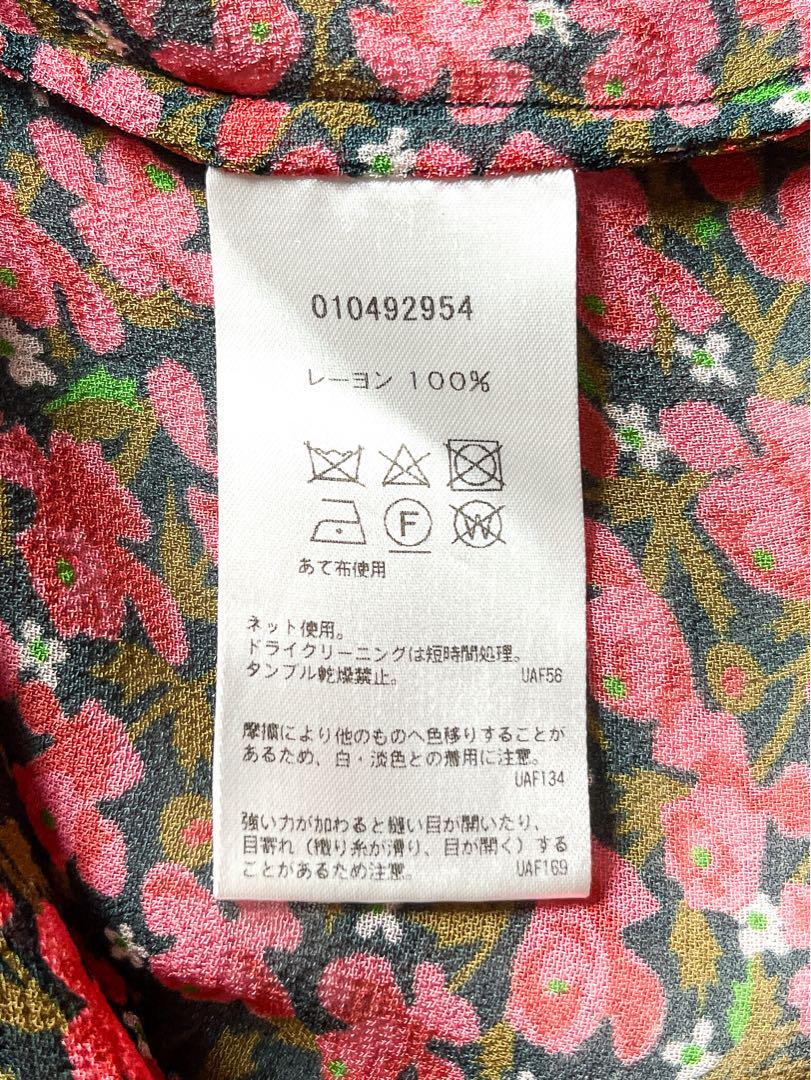 010492954
レーヨン 100%
F W
あて布使用
ネット使用。
ドライクリーニングは短時間処理。
タンブル乾燥禁止。 UAF56
摩擦により他のものへ色移りすることが
あるため、白・淡色との着用に注意。
UAF134
強い力が加わると縫い目が開いたり、
目寄れ（織り糸が滑り、目が開く）する
ことがあるため注意。 UAF169